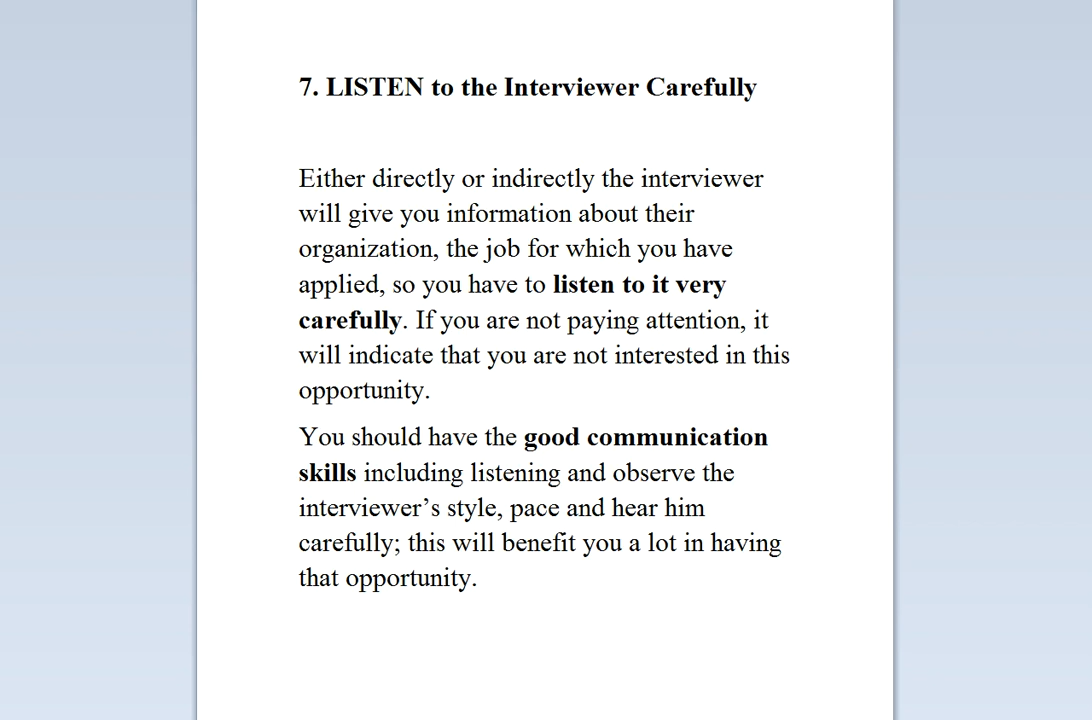 7. LISTEN to the Interviewer Carefully
Either directly or indirectly the interviewer
will give you information about their
organization, the job for which you have
applied, so you have to listen to it very
carefully. If you are not paying attention, it
will indicate that you are not interested in this
opportunity.
You should have the good communication
skills including listening and observe the
interviewer’s style, pace and hear him
carefully; this will benefit you a lot in having
that opportunity.